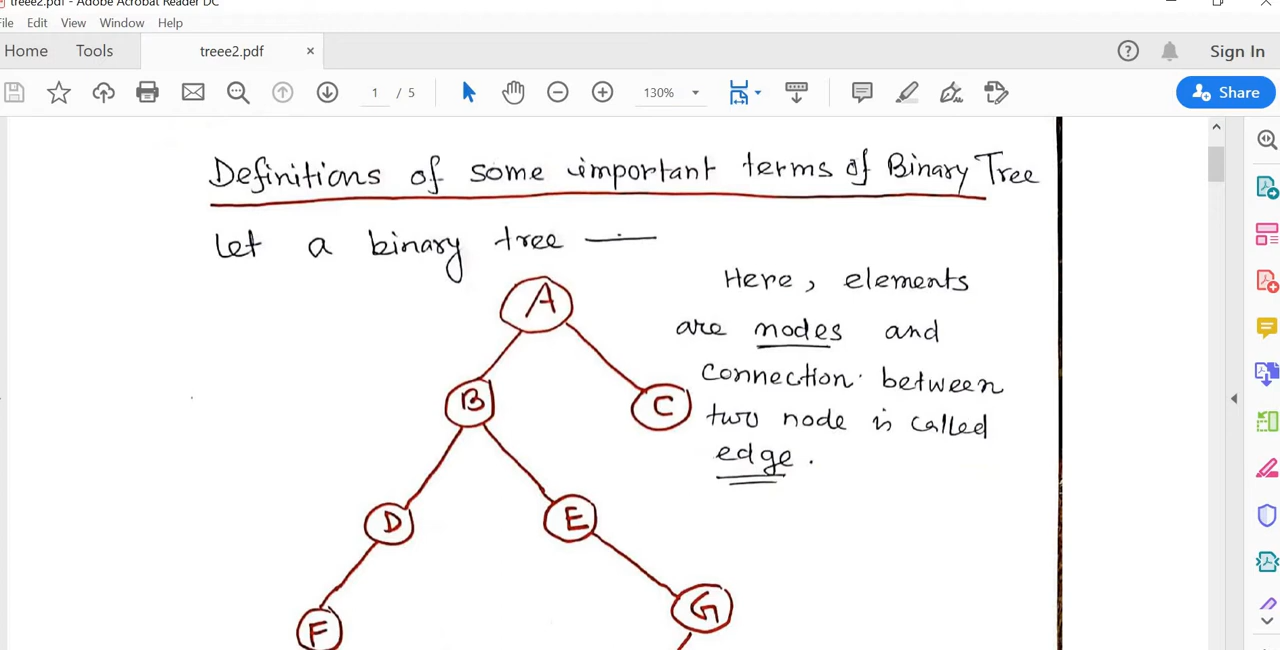 treee2.pdf - Adobe Acrobat Reader DC
File Edit View Window Help
Home Tools treee2.pdf × ? Sign In
1 / 5 130% Share
Definitions of some important terms of Binary Tree
Let a binary tree —
A
Here, elements
are nodes and
connection between
B C
two node is called
edge.
D E
F G